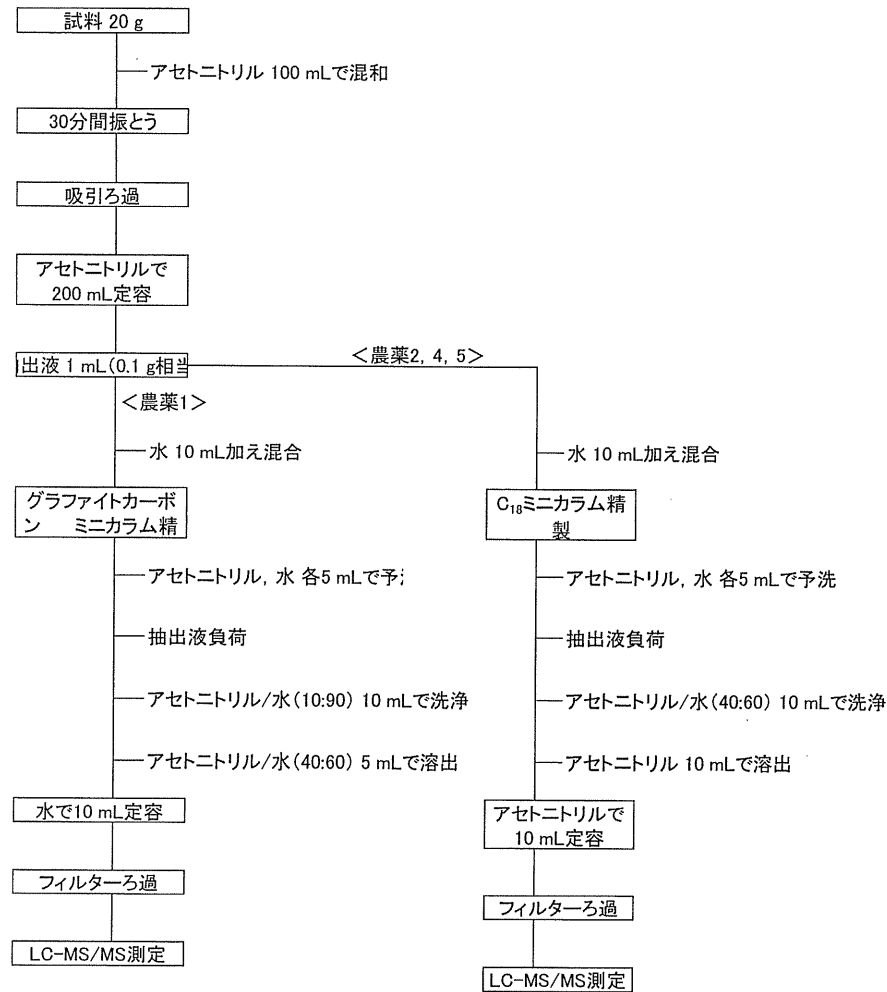 試料 20 g
アセトニトリル 100 mLで混和
30分間振とう
吸引ろ過
アセトニトリルで
200 mL定容
出液 1 mL(0.1 g相当
<農薬2, 4, 5>
<農薬1>
水 10 mL加え混合
グラファイトカーボ
ン ミニカラム精
アセトニトリル, 水 各5 mLで予
抽出液負荷
アセトニトリル/水(10:90) 10 mLで洗浄
アセトニトリル/水(40:60) 5 mLで溶出
水で10 mL定容
フィルターろ過
LC-MS/MS測定
水 10 mL加え混合
C₁₈ミニカラム精
製
アセトニトリル, 水 各5 mLで予洗
抽出液負荷
アセトニトリル/水(40:60) 10 mLで洗浄
アセトニトリル 10 mLで溶出
アセトニトリルで
10 mL定容
フィルターろ過
LC-MS/MS測定